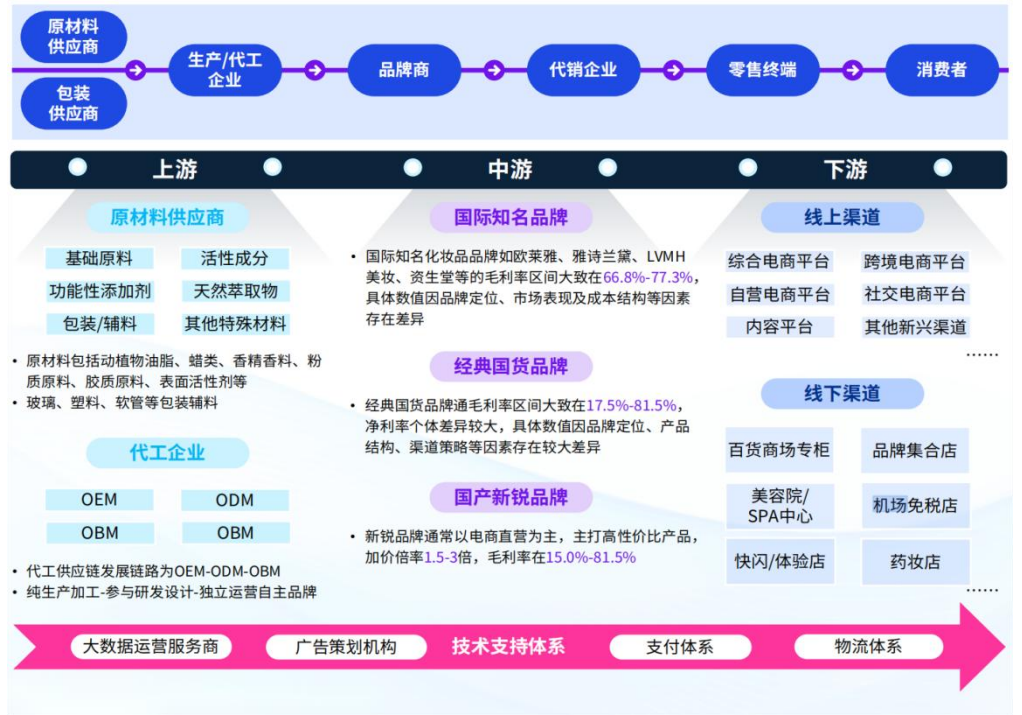 原材料
供应商
包装
供应商
生产/代工
企业
品牌商
代销企业
零售终端
消费者
上游
中游
下游
原材料供应商
基础原料
活性成分
功能性添加剂
天然萃取物
包装/辅料
其他特殊材料
• 原材料包括动植物油脂、蜡类、香精香料、粉
质原料、胶质原料、表面活性剂等
• 玻璃、塑料、软管等包装辅料
代工企业
OEM
ODM
OBM
OBM
• 代工供应链发展链路为OEM-ODM-OBM
• 纯生产加工-参与研发设计-独立运营自主品牌
国际知名品牌
• 国际知名化妆品品牌如欧莱雅、雅诗兰黛、LVMH
美妆、资生堂等的毛利率区间大致在66.8%-77.3%，
具体数值因品牌定位、市场表现及成本结构等因素
存在差异
经典国货品牌
• 经典国货品牌通毛利率区间大致在17.5%-81.5%，
净利率个体差异较大，具体数值因品牌定位、产品
结构、渠道策略等因素存在较大差异
国产新锐品牌
• 新锐品牌通常以电商直营为主，主打高性价比产品，
加价倍率1.5-3倍，毛利率在15.0%-81.5%
线上渠道
综合电商平台
跨境电商平台
自营电商平台
社交电商平台
内容平台
其他新兴渠道
……
线下渠道
百货商场专柜
品牌集合店
美容院/
SPA中心
机场免税店
快闪/体验店
药妆店
……
大数据运营服务商
广告策划机构
技术支持体系
支付体系
物流体系